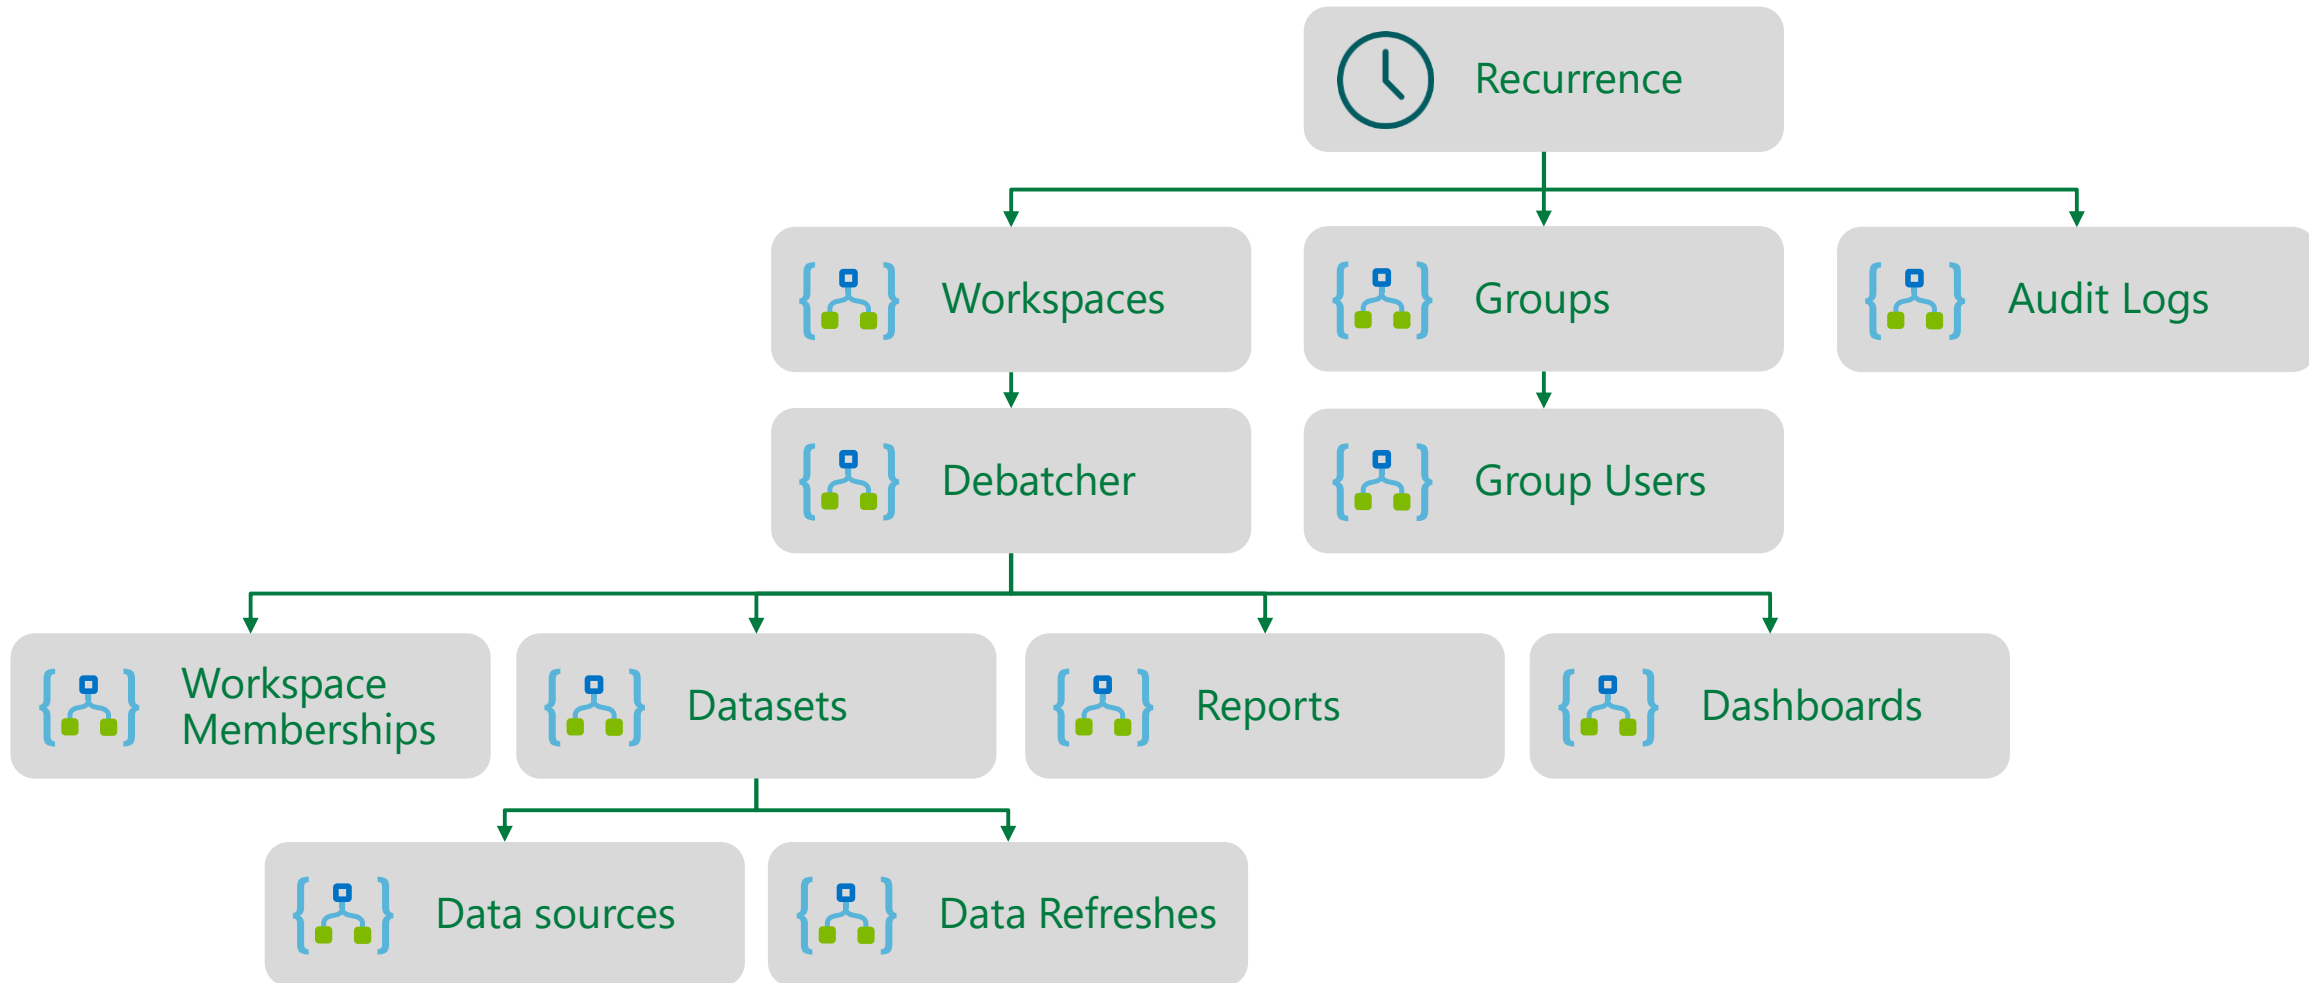 Recurrence
Workspaces
Groups
Audit Logs
Debatcher
Group Users
Workspace
Memberships
Datasets
Reports
Dashboards
Data sources
Data Refreshes